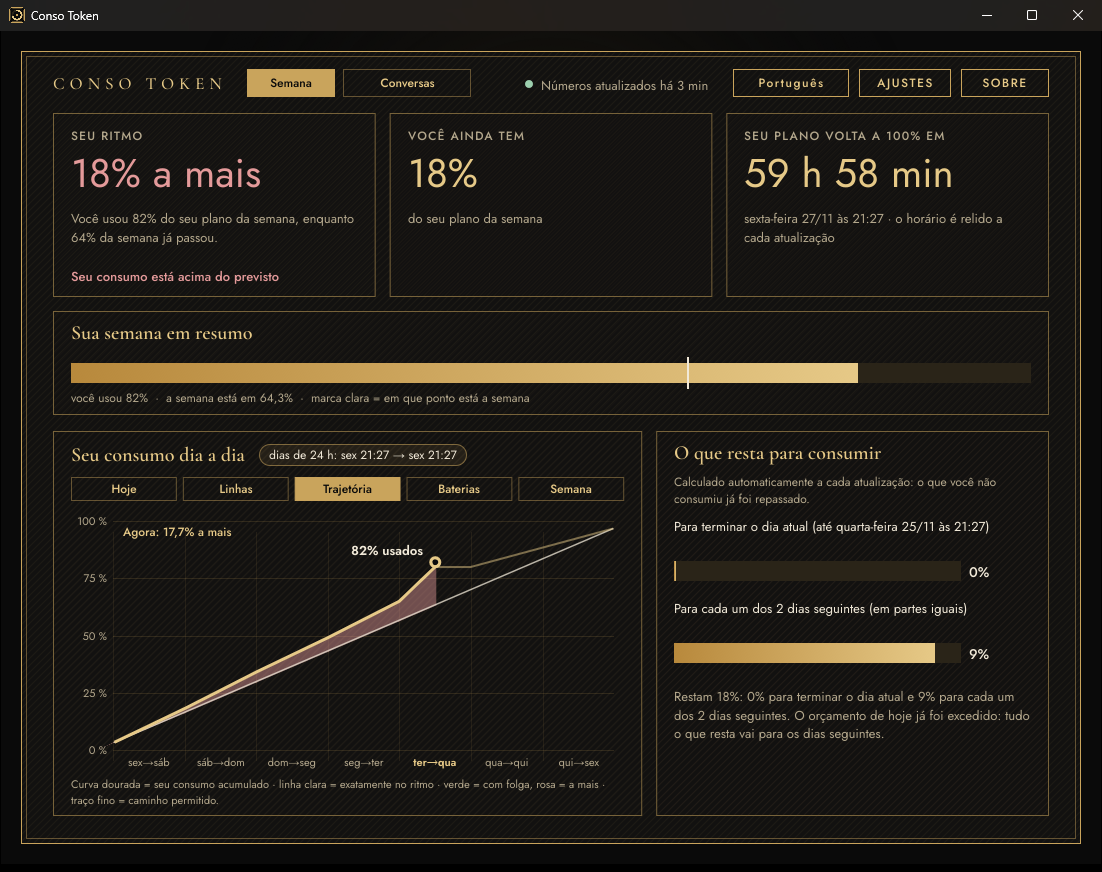 Conso Token
CONSO TOKEN
Semana
Conversas
Números atualizados há 3 min
Português
AJUSTES
SOBRE
SEU RITMO
18% a mais
Você usou 82% do seu plano da semana, enquanto
64% da semana já passou.
Seu consumo está acima do previsto
VOCÊ AINDA TEM
18%
do seu plano da semana
SEU PLANO VOLTA A 100% EM
59 h 58 min
sexta-feira 27/11 às 21:27 · o horário é relido a
cada atualização
Sua semana em resumo
você usou 82% · a semana está em 64,3% · marca clara = em que ponto está a semana
Seu consumo dia a dia
dias de 24 h: sex 21:27 → sex 21:27
Hoje
Linhas
Trajetória
Baterias
Semana
100 %
Agora: 17,7% a mais
82% usados
75 %
50 %
25 %
0 %
sex→sáb
sáb→dom
dom→seg
seg→ter
ter→qua
qua→qui
qui→sex
Curva dourada = seu consumo acumulado · linha clara = exatamente no ritmo · verde = com folga, rosa = a mais ·
traço fino = caminho permitido.
O que resta para consumir
Calculado automaticamente a cada atualização: o que você não
consumiu já foi repassado.
Para terminar o dia atual (até quarta-feira 25/11 às 21:27)
0%
Para cada um dos 2 dias seguintes (em partes iguais)
9%
Restam 18%: 0% para terminar o dia atual e 9% para cada um
dos 2 dias seguintes. O orçamento de hoje já foi excedido: tudo
o que resta vai para os dias seguintes.